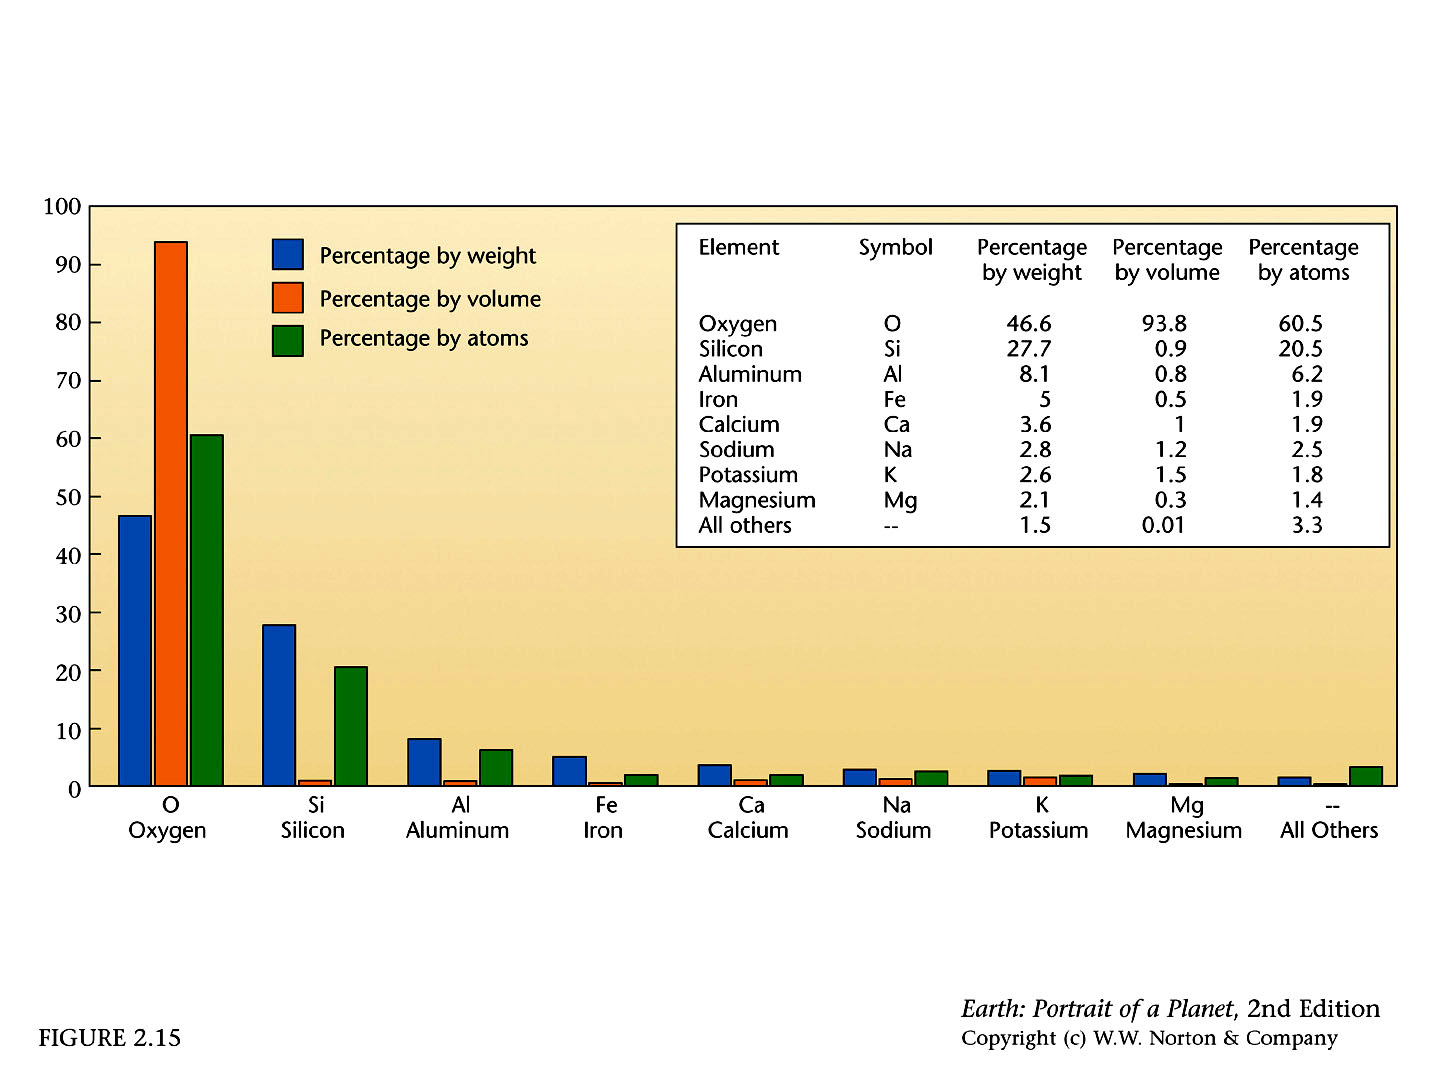 100
90
80
70
60
50
40
30
20
10
0
Percentage by weight
Percentage by volume
Percentage by atoms
Element Symbol Percentage by weight Percentage by volume Percentage by atoms
Oxygen O 46.6 93.8 60.5
Silicon Si 27.7 0.9 20.5
Aluminum Al 8.1 0.8 6.2
Iron Fe 5 0.5 1.9
Calcium Ca 3.6 1 1.9
Sodium Na 2.8 1.2 2.5
Potassium K 2.6 1.5 1.8
Magnesium Mg 2.1 0.3 1.4
All others -- 1.5 0.01 3.3
O Si Al Fe Ca Na K Mg --
Oxygen Silicon Aluminum Iron Calcium Sodium Potassium Magnesium All Others
Earth: Portrait of a Planet, 2nd Edition
FIGURE 2.15 Copyright (c) W.W. Norton & Company